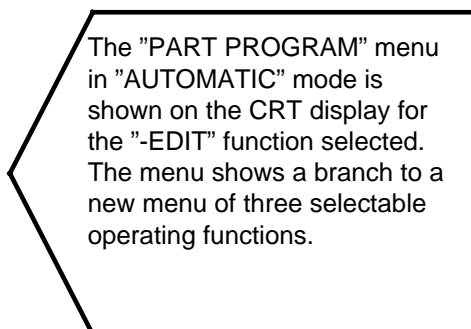 The ”PART PROGRAM” menu
in ”AUTOMATIC” mode is
shown on the CRT display for
the ”-EDIT” function selected.
The menu shows a branch to a
new menu of three selectable
operating functions.